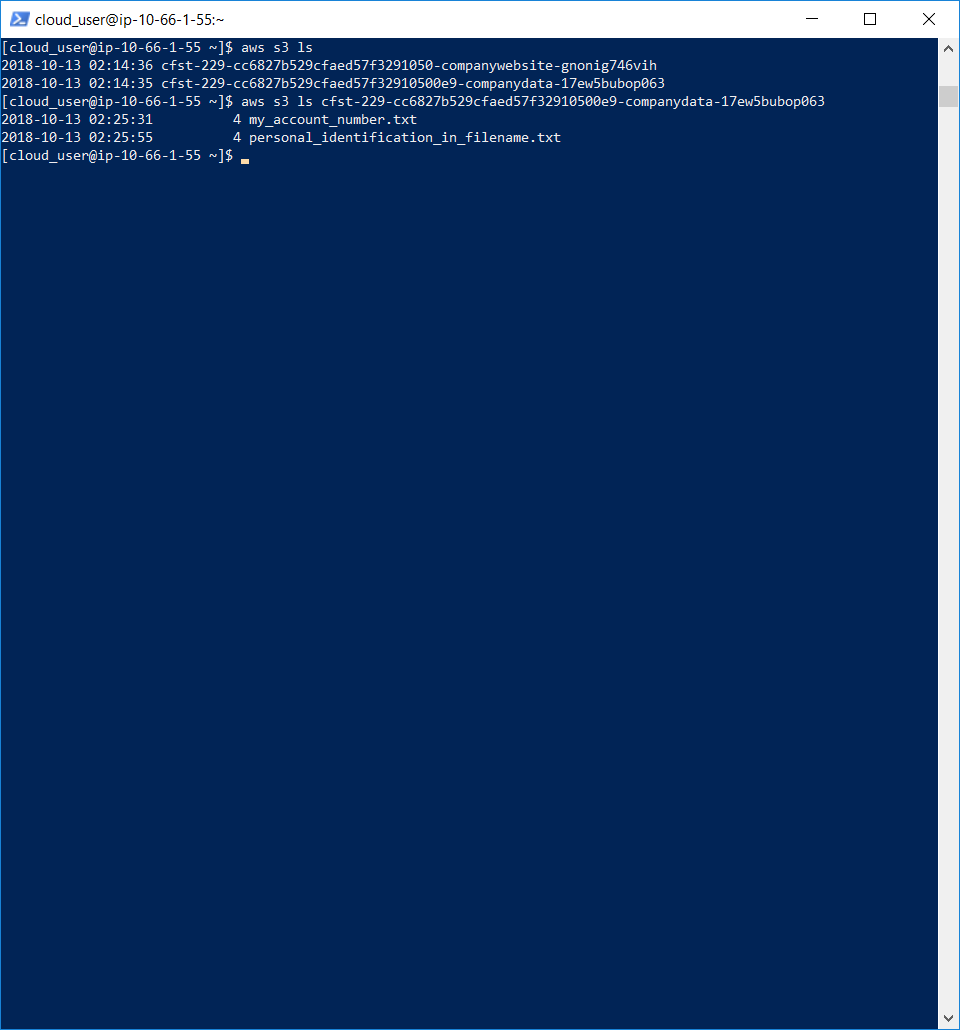 cloud_user@ip-10-66-1-55:~
[cloud_user@ip-10-66-1-55 ~]$ aws s3 ls
2018-10-13 02:14:36 cfst-229-cc6827b529cfaed57f3291050-companywebsite-gnonig746vih
2018-10-13 02:14:35 cfst-229-cc6827b529cfaed57f32910500e9-companydata-17ew5bubop063
[cloud_user@ip-10-66-1-55 ~]$ aws s3 ls cfst-229-cc6827b529cfaed57f32910500e9-companydata-17ew5bubop063
2018-10-13 02:25:31          4 my_account_number.txt
2018-10-13 02:25:55          4 personal_identification_in_filename.txt
[cloud_user@ip-10-66-1-55 ~]$